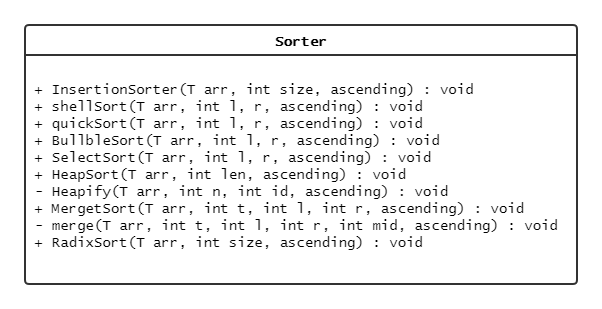 Sorter
+ InsertionSorter(T arr, int size, ascending) : void
+ shellSort(T arr, int l, r, ascending) : void
+ quickSort(T arr, int l, r, ascending) : void
+ BullbleSort(T arr, int l, r, ascending) : void
+ SelectSort(T arr, int l, r, ascending) : void
+ HeapSort(T arr, int len, ascending) : void
- Heapify(T arr, int n, int id, ascending) : void
+ MergetSort(T arr, int t, int l, int r, ascending) : void
- merge(T arr, int t, int l, int r, int mid, ascending) : void
+ RadixSort(T arr, int size, ascending) : void